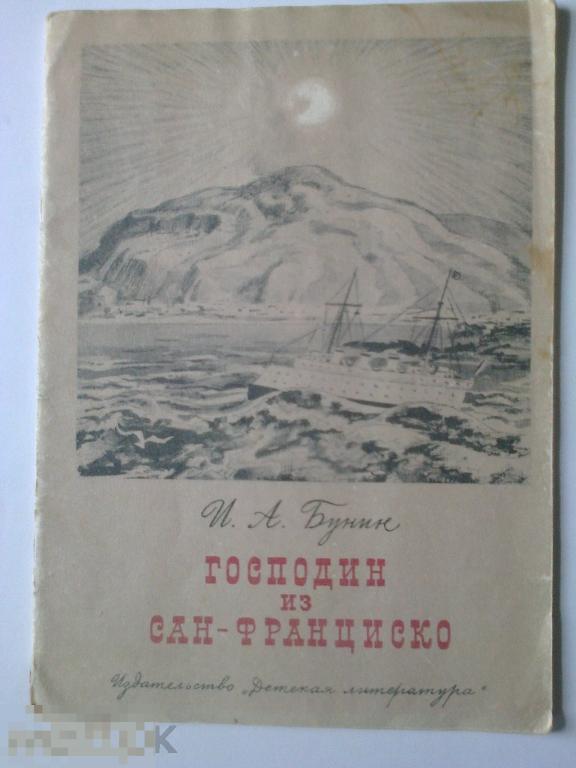 И. А. Бунин
ГОСПОДИН
ИЗ
САН-ФРАНЦИСКО
Издательство „Детская литература“